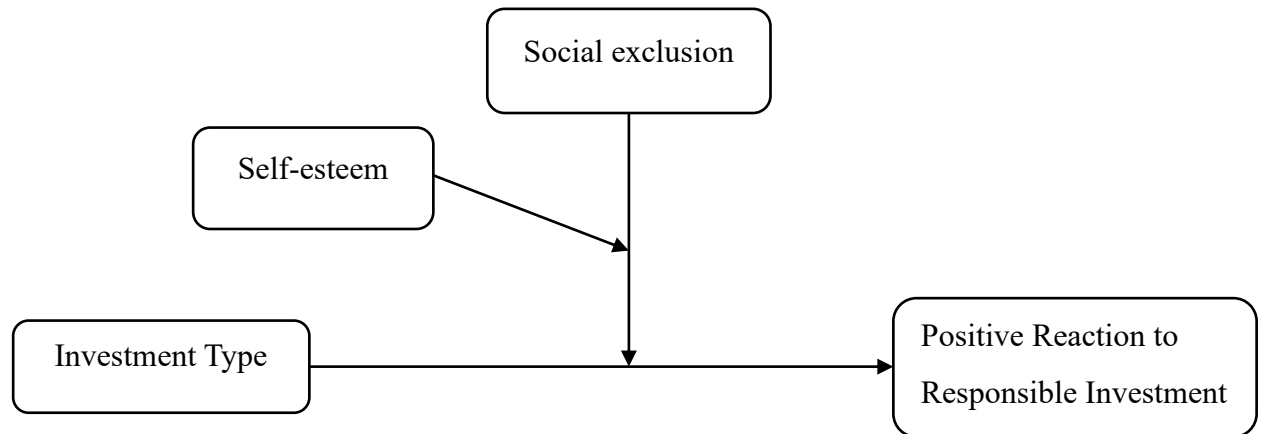 Social exclusion
Self-esteem
Investment Type
Positive Reaction to
Responsible Investment